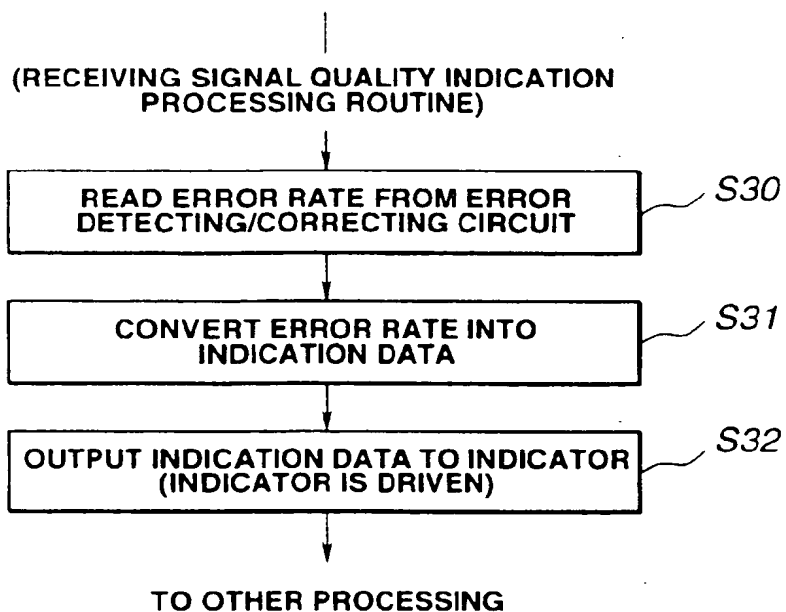 (RECEIVING SIGNAL QUALITY INDICATION
PROCESSING ROUTINE)
READ ERROR RATE FROM ERROR
DETECTING/CORRECTING CIRCUIT
S30
CONVERT ERROR RATE INTO
INDICATION DATA
S31
OUTPUT INDICATION DATA TO INDICATOR
(INDICATOR IS DRIVEN)
S32
TO OTHER PROCESSING